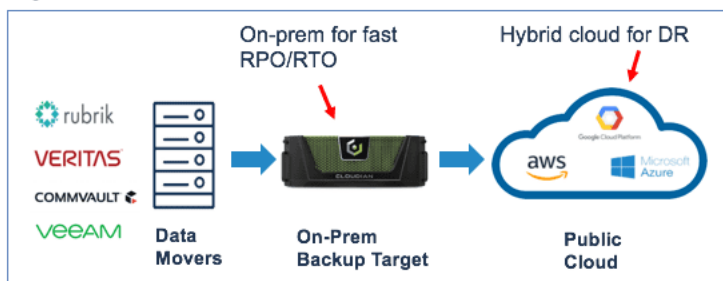 On-prem for fast
RPO/RTO
Hybrid cloud for DR
rubrik
VERITAS
COMMVAULT
veeam
Data
Movers
CLOUDIAN
On-Prem
Backup Target
Google Cloud Platform
aws
Microsoft
Azure
Public
Cloud